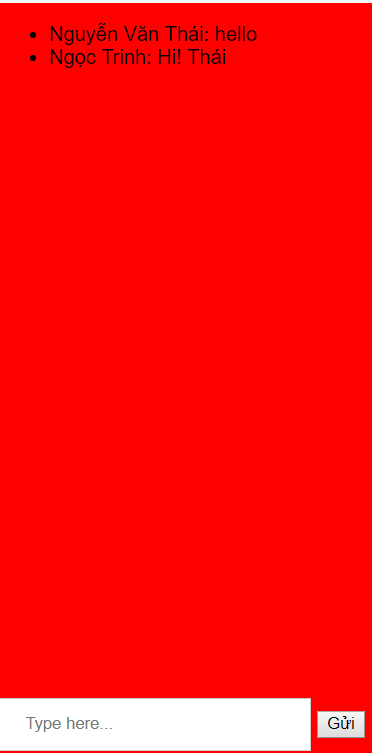 Nguyễn Văn Thái: hello
Ngọc Trinh: Hi! Thái
Type here...
Gửi